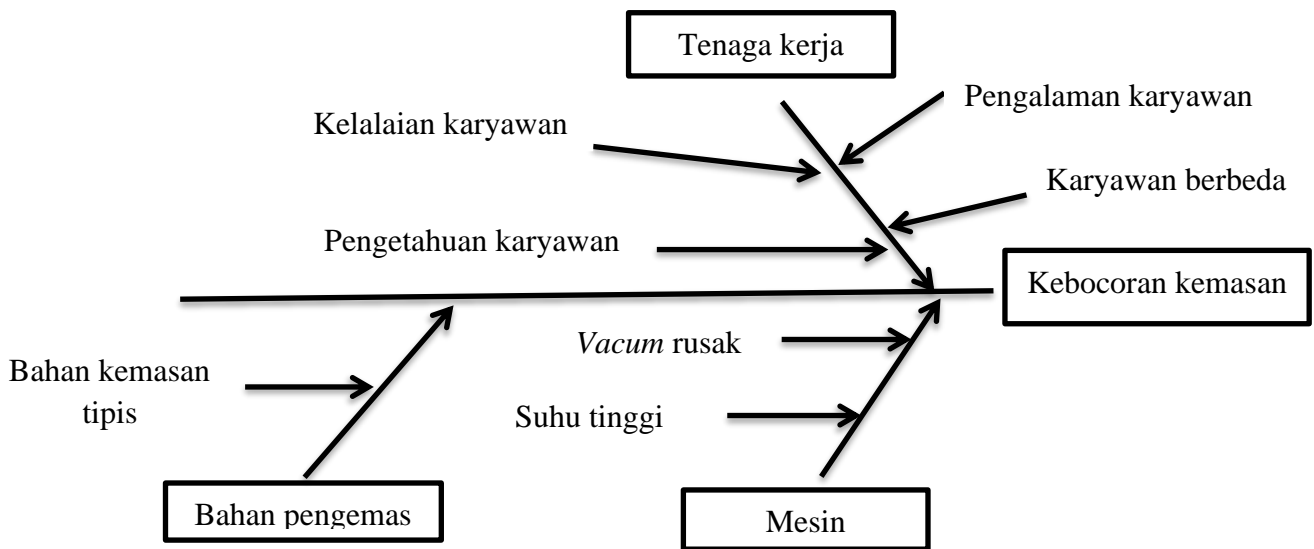 Tenaga kerja
Pengalaman karyawan
Kelalaian karyawan
Karyawan berbeda
Pengetahuan karyawan
Kebocoran kemasan
Vacum rusak
Bahan kemasan
tipis
Suhu tinggi
Bahan pengemas
Mesin